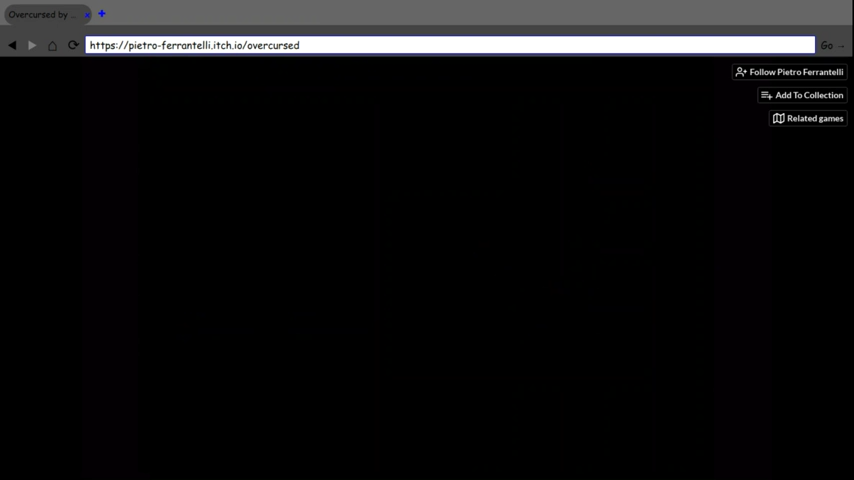 Overcursed by ...
https://pietro-ferrantelli.itch.io/overcursed
Go →
Follow Pietro Ferrantelli
Add To Collection
Related games